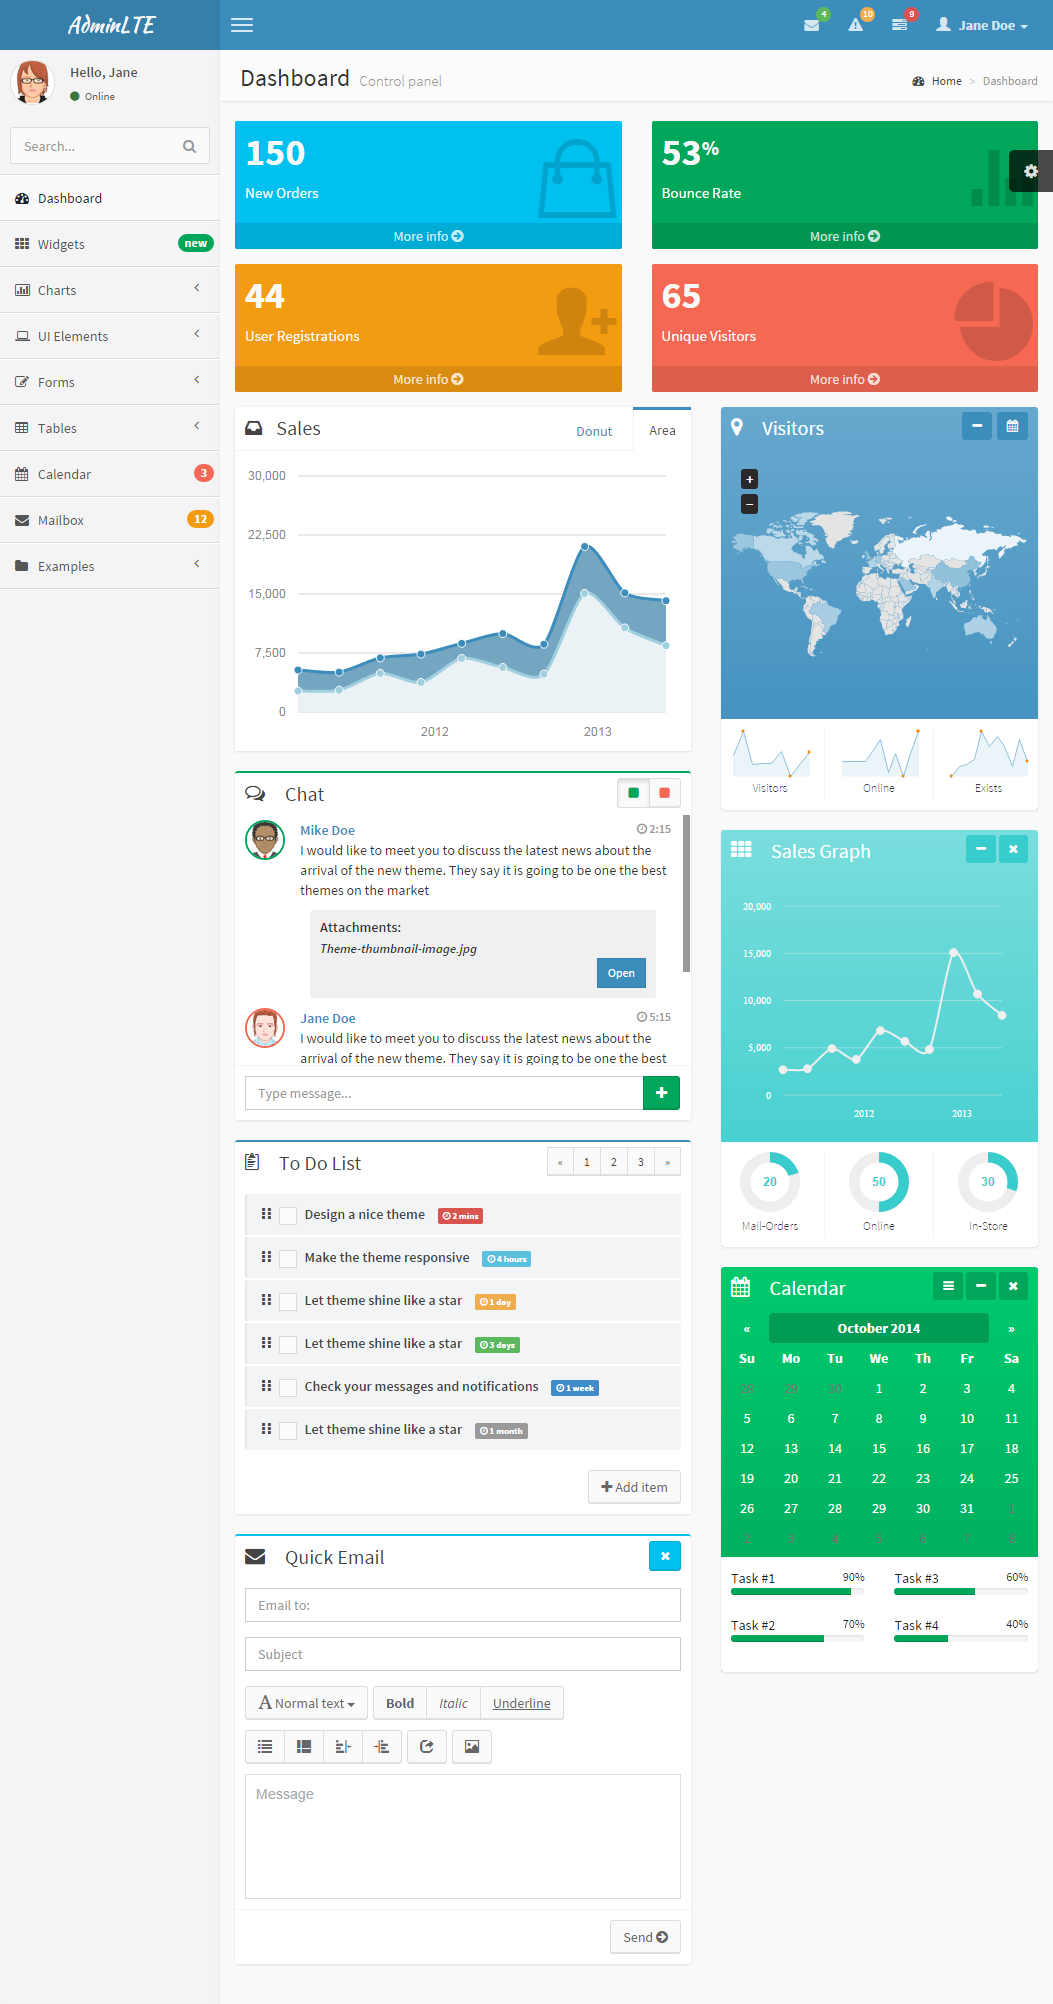 AdminLTE
4
10
9
Jane Doe
Hello, Jane
Online
Search...
Dashboard
Widgets new
Charts
UI Elements
Forms
Tables
Calendar 3
Mailbox 12
Examples
Dashboard Control panel
Home > Dashboard
150
New Orders
More info
53%
Bounce Rate
More info
44
User Registrations
More info
65
Unique Visitors
More info
Sales
Donut
Area
30,000
22,500
15,000
7,500
0
2012
2013
Visitors
+
−
Visitors
Online
Exists
Chat
Mike Doe 2:15
I would like to meet you to discuss the latest news about the
arrival of the new theme. They say it is going to be one the best
themes on the market
Attachments:
Theme-thumbnail-image.jpg
Open
Jane Doe 5:15
I would like to meet you to discuss the latest news about the
arrival of the new theme. They say it is going to be one the best
Type message...
Sales Graph
20,000
15,000
10,000
5,000
0
2012
2013
20
50
30
Mail-Orders
Online
In-Store
To Do List
« 1 2 3 »
Design a nice theme 2 mins
Make the theme responsive 4 hours
Let theme shine like a star 1 day
Let theme shine like a star 3 days
Check your messages and notifications 1 week
Let theme shine like a star 1 month
Add item
Calendar
« October 2014 »
Su Mo Tu We Th Fr Sa
28 29 30 1 2 3 4
5 6 7 8 9 10 11
12 13 14 15 16 17 18
19 20 21 22 23 24 25
26 27 28 29 30 31 1
2 3 4 5 6 7 8
Task #1 90%
Task #3 60%
Task #2 70%
Task #4 40%
Quick Email
Email to:
Subject
A Normal text
Bold Italic Underline
Message
Send